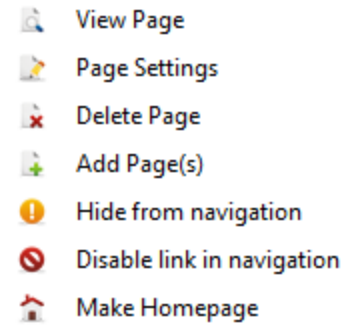 View Page
Page Settings
Delete Page
Add Page(s)
Hide from navigation
Disable link in navigation
Make Homepage